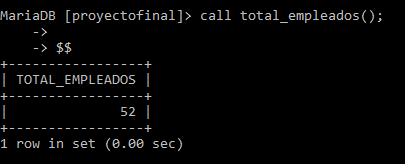 MariaDB [proyectofinal]> call total_empleados();
    ->
    -> $$
+-----------------+
| TOTAL_EMPLEADOS |
+-----------------+
|              52 |
+-----------------+
1 row in set (0.00 sec)